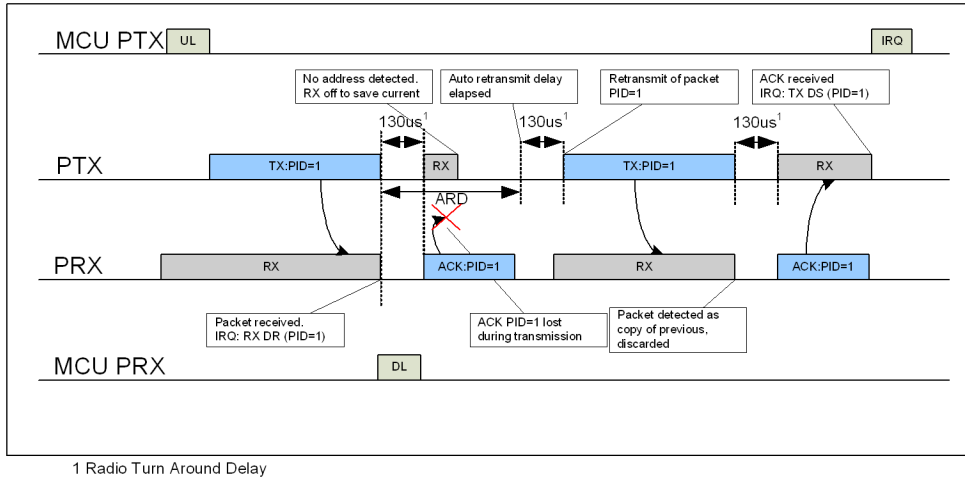 MCU PTX
UL
IRQ
No address detected.
RX off to save current
Auto retransmit delay
elapsed
Retransmit of packet
PID=1
ACK received
IRQ: TX DS (PID=1)
130us1
130us1
130us1
PTX
TX:PID=1
RX
TX:PID=1
RX
ARD
PRX
RX
ACK:PID=1
RX
ACK:PID=1
Packet received.
IRQ: RX DR (PID=1)
ACK PID=1 lost
during transmission
Packet detected as
copy of previous,
discarded
MCU PRX
DL
1 Radio Turn Around Delay